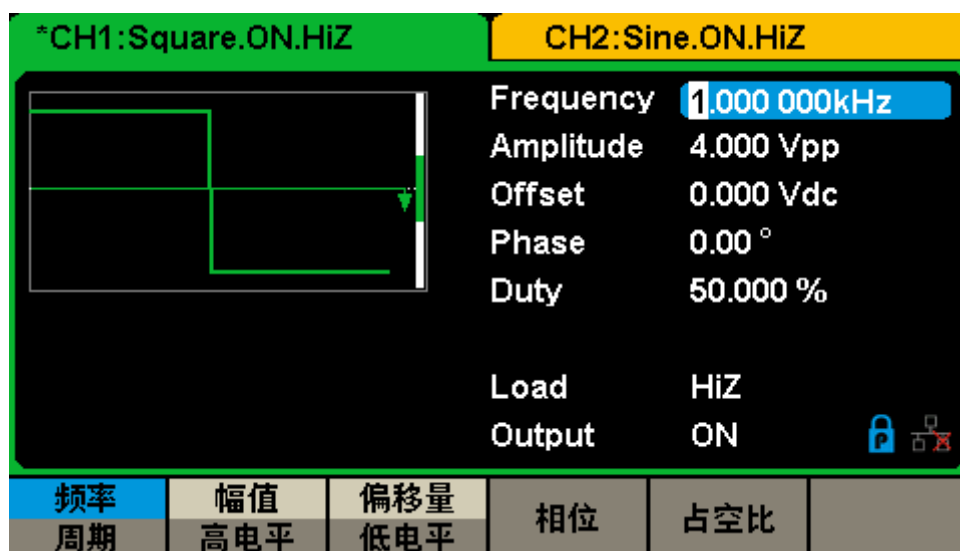 *CH1:Square.ON.HiZ CH2:Sine.ON.HiZ
Frequency 1.000 000kHz
Amplitude 4.000 Vpp
Offset 0.000 Vdc
Phase 0.00 °
Duty 50.000 %
Load HiZ
Output ON
P
频率 幅值 偏移量 相位 占空比
周期 高电平 低电平